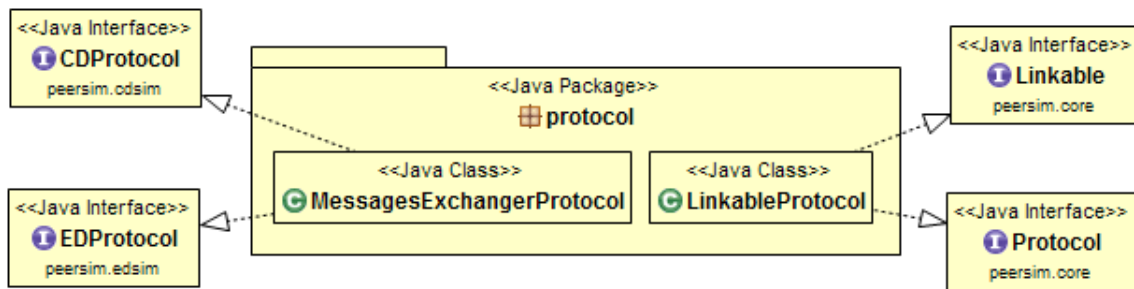 <<Java Interface>>
CDProtocol
peersim.cdsim
<<Java Interface>>
EDProtocol
peersim.edsim
<<Java Package>>
protocol
<<Java Class>>
MessagesExchangerProtocol
<<Java Class>>
LinkableProtocol
<<Java Interface>>
Linkable
peersim.core
<<Java Interface>>
Protocol
peersim.core